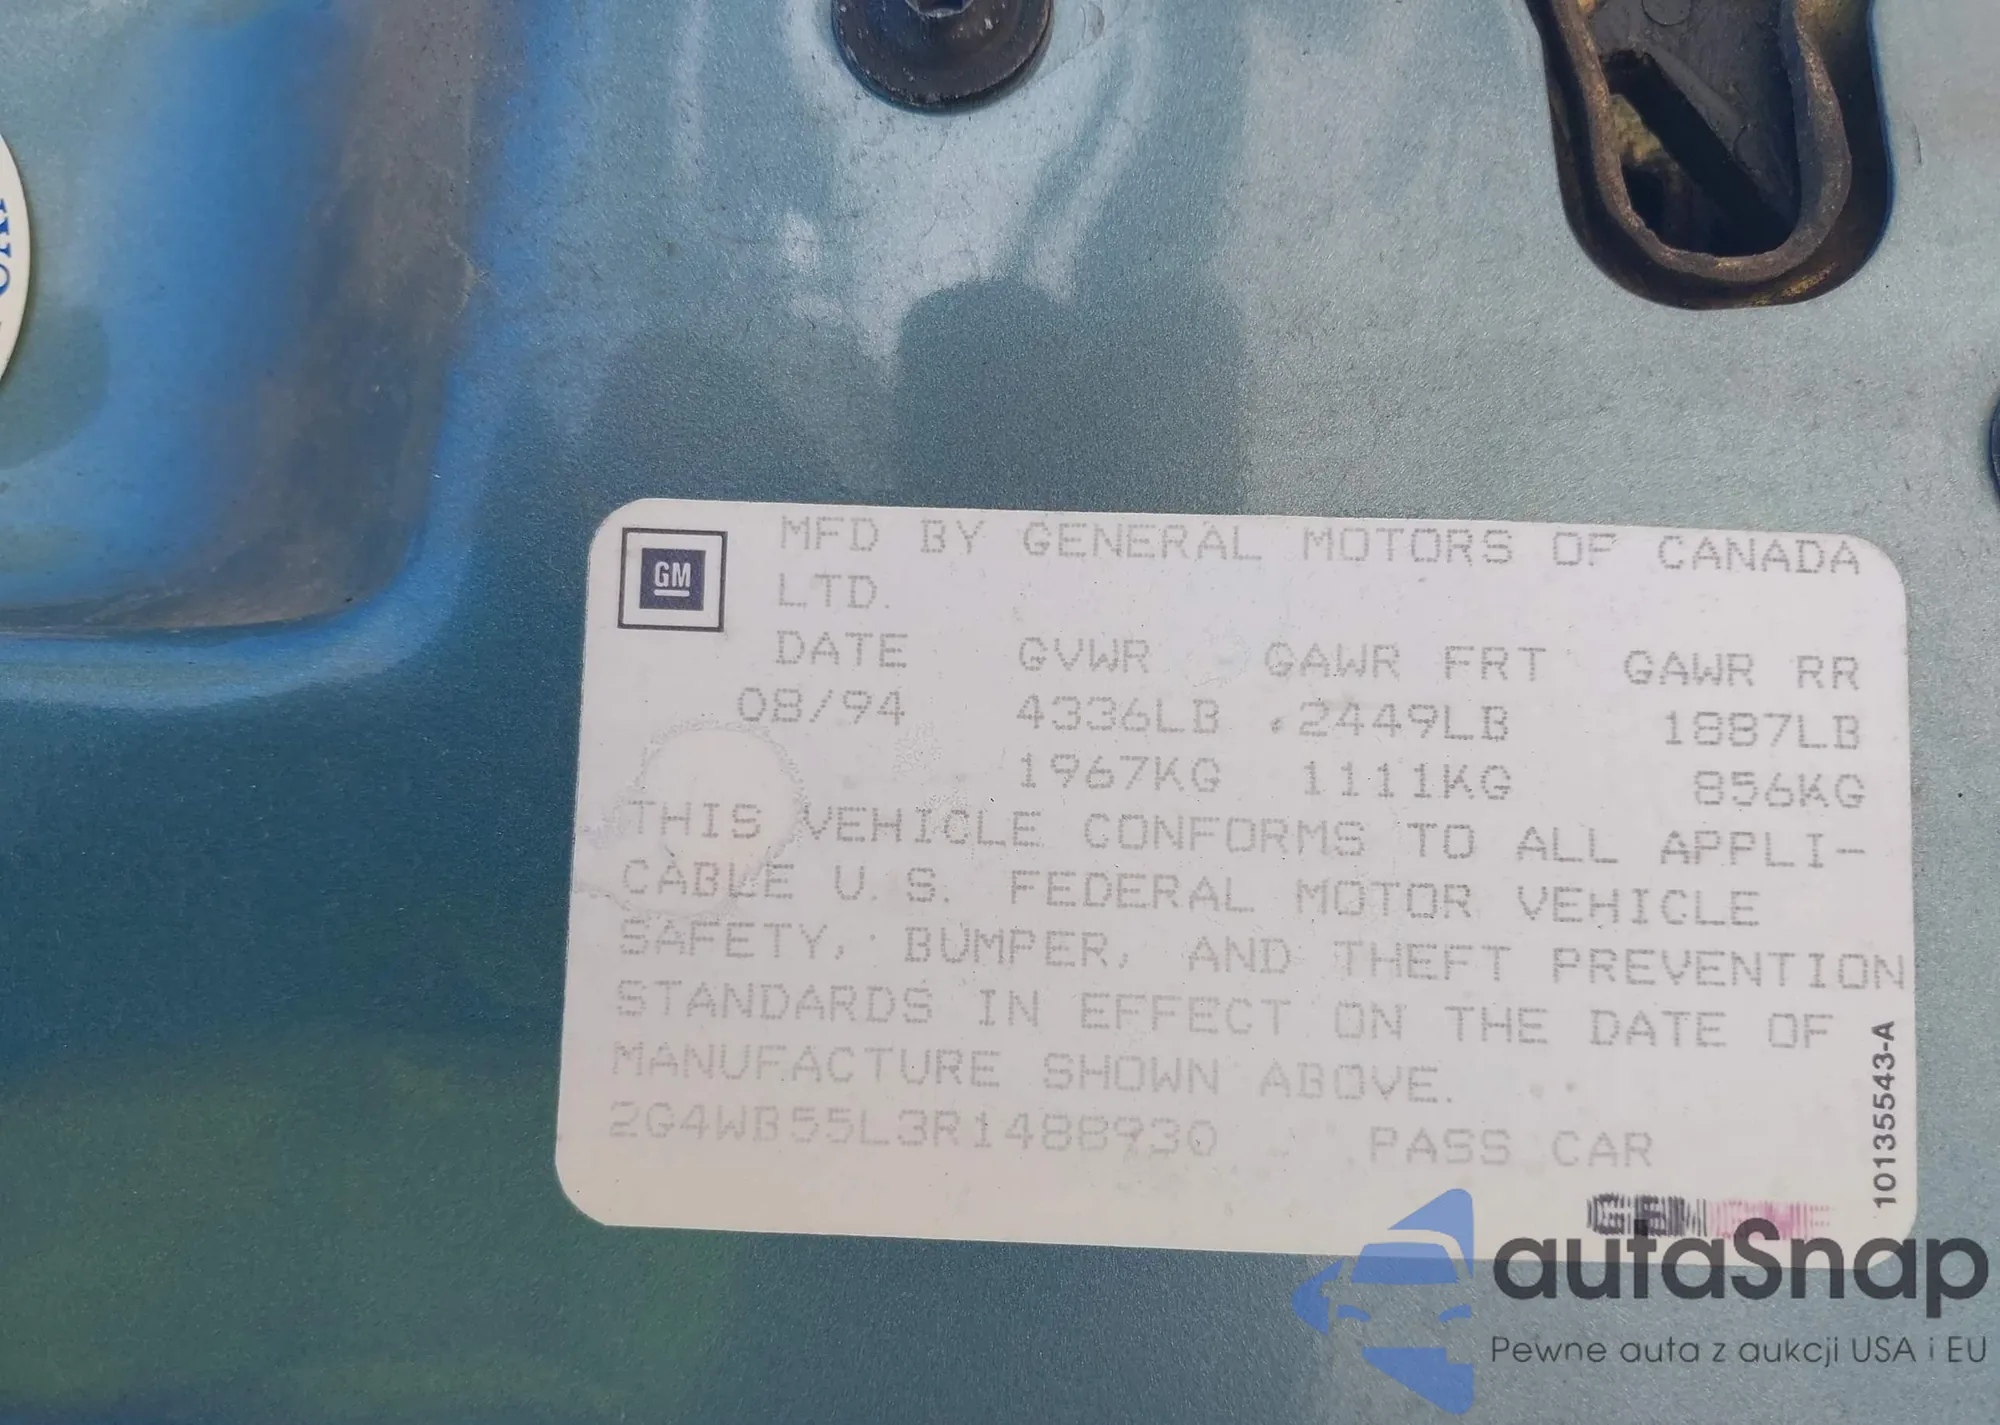 GM
MFD BY GENERAL MOTORS OF CANADA
LTD.
DATE GVWR GAWR FRT GAWR RR
08/94 4336LB 2449LB 1887LB
1967KG 1111KG 856KG
THIS VEHICLE CONFORMS TO ALL APPLI-
CABLE U.S. FEDERAL MOTOR VEHICLE
SAFETY, BUMPER, AND THEFT PREVENTION
STANDARDS IN EFFECT ON THE DATE OF
MANUFACTURE SHOWN ABOVE.
2G4WB55L3R1488930 PASS CAR
10135543-A
autaSnap
Pewne auta z aukcji USA i EU